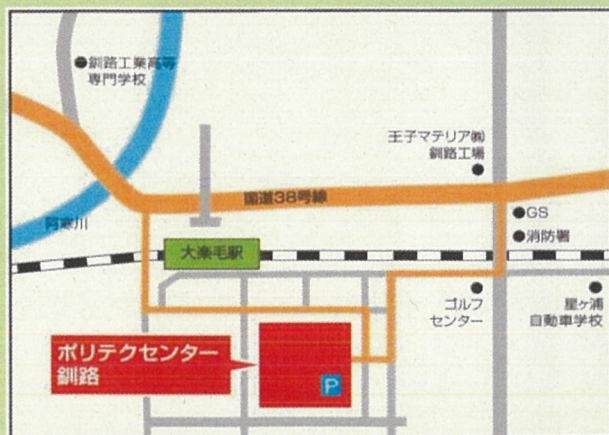 釧路工業高等
専門学校
王子マテリア㈱
釧路工場
国道38号線
阿寒川
GS
消防署
大楽毛駅
ゴルフ
センター
星ヶ浦
自動車学校
ポリテクセンター
釧路
P